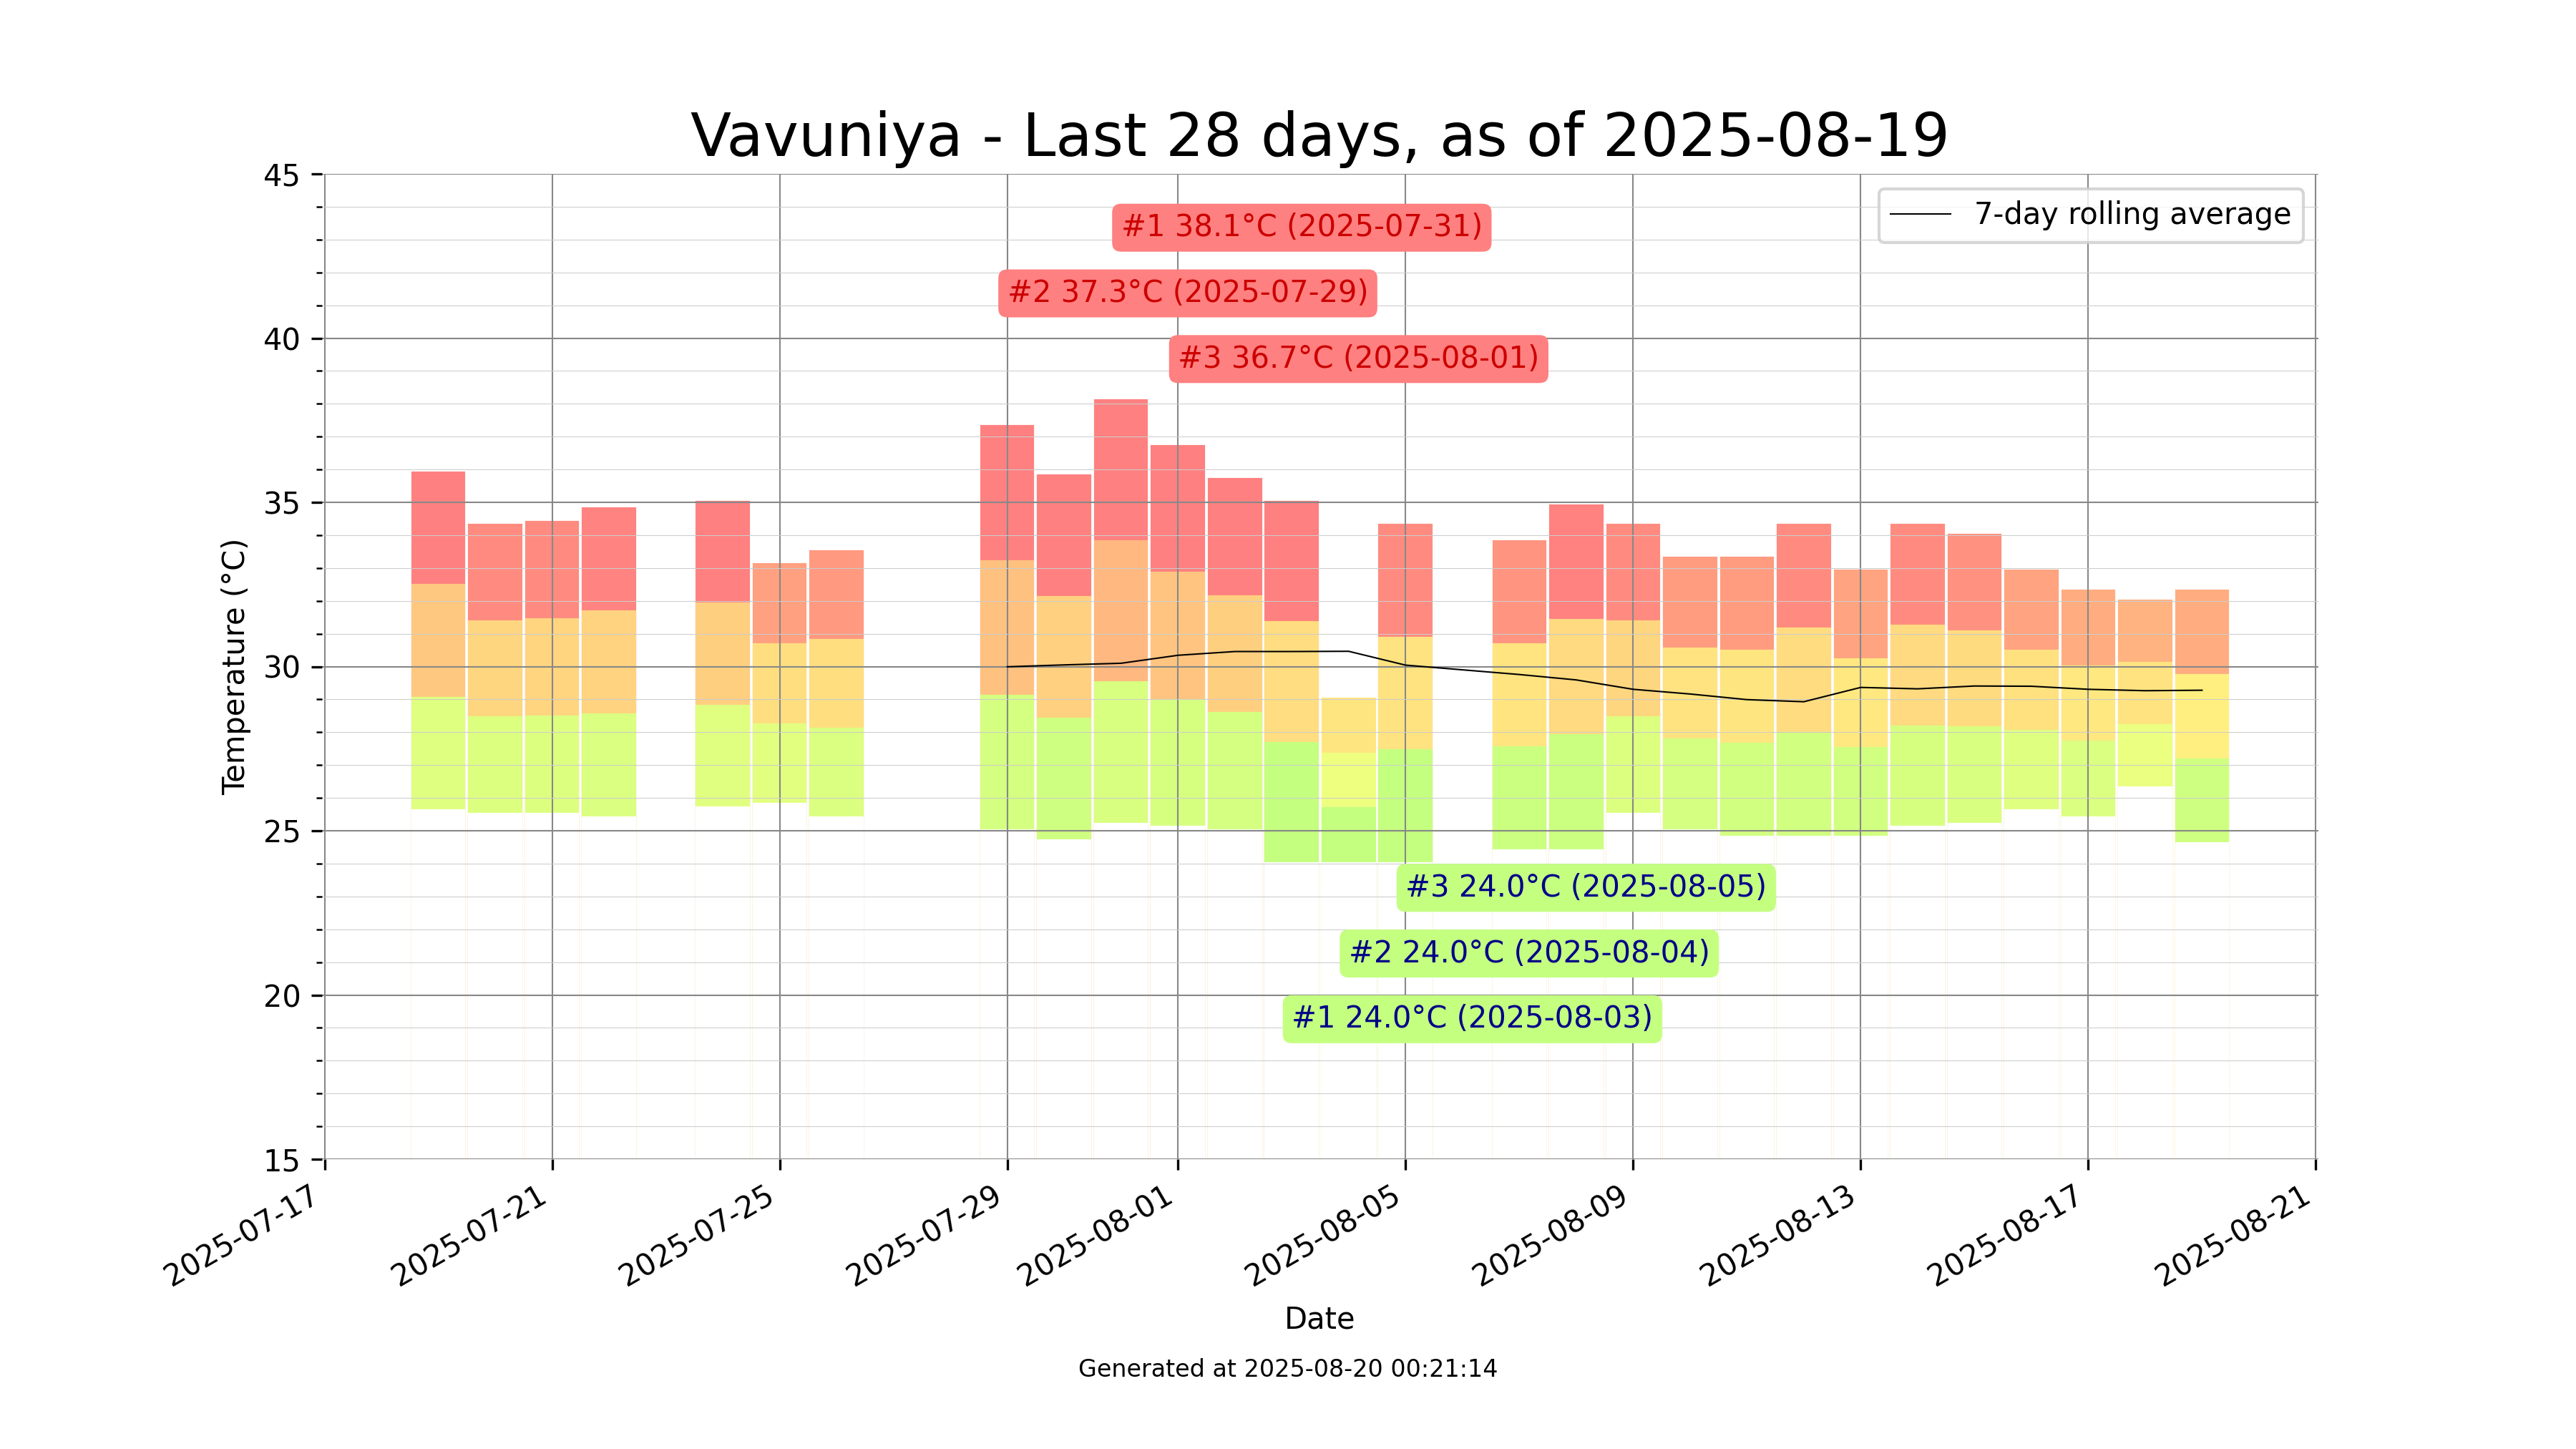 Vavuniya - Last 28 days, as of 2025-08-19
7-day rolling average
#1 38.1°C (2025-07-31)
#2 37.3°C (2025-07-29)
#3 36.7°C (2025-08-01)
#3 24.0°C (2025-08-05)
#2 24.0°C (2025-08-04)
#1 24.0°C (2025-08-03)
Temperature (°C)
45
40
35
30
25
20
15
2025-07-17
2025-07-21
2025-07-25
2025-07-29
2025-08-01
2025-08-05
2025-08-09
2025-08-13
2025-08-17
2025-08-21
Date
Generated at 2025-08-20 00:21:14